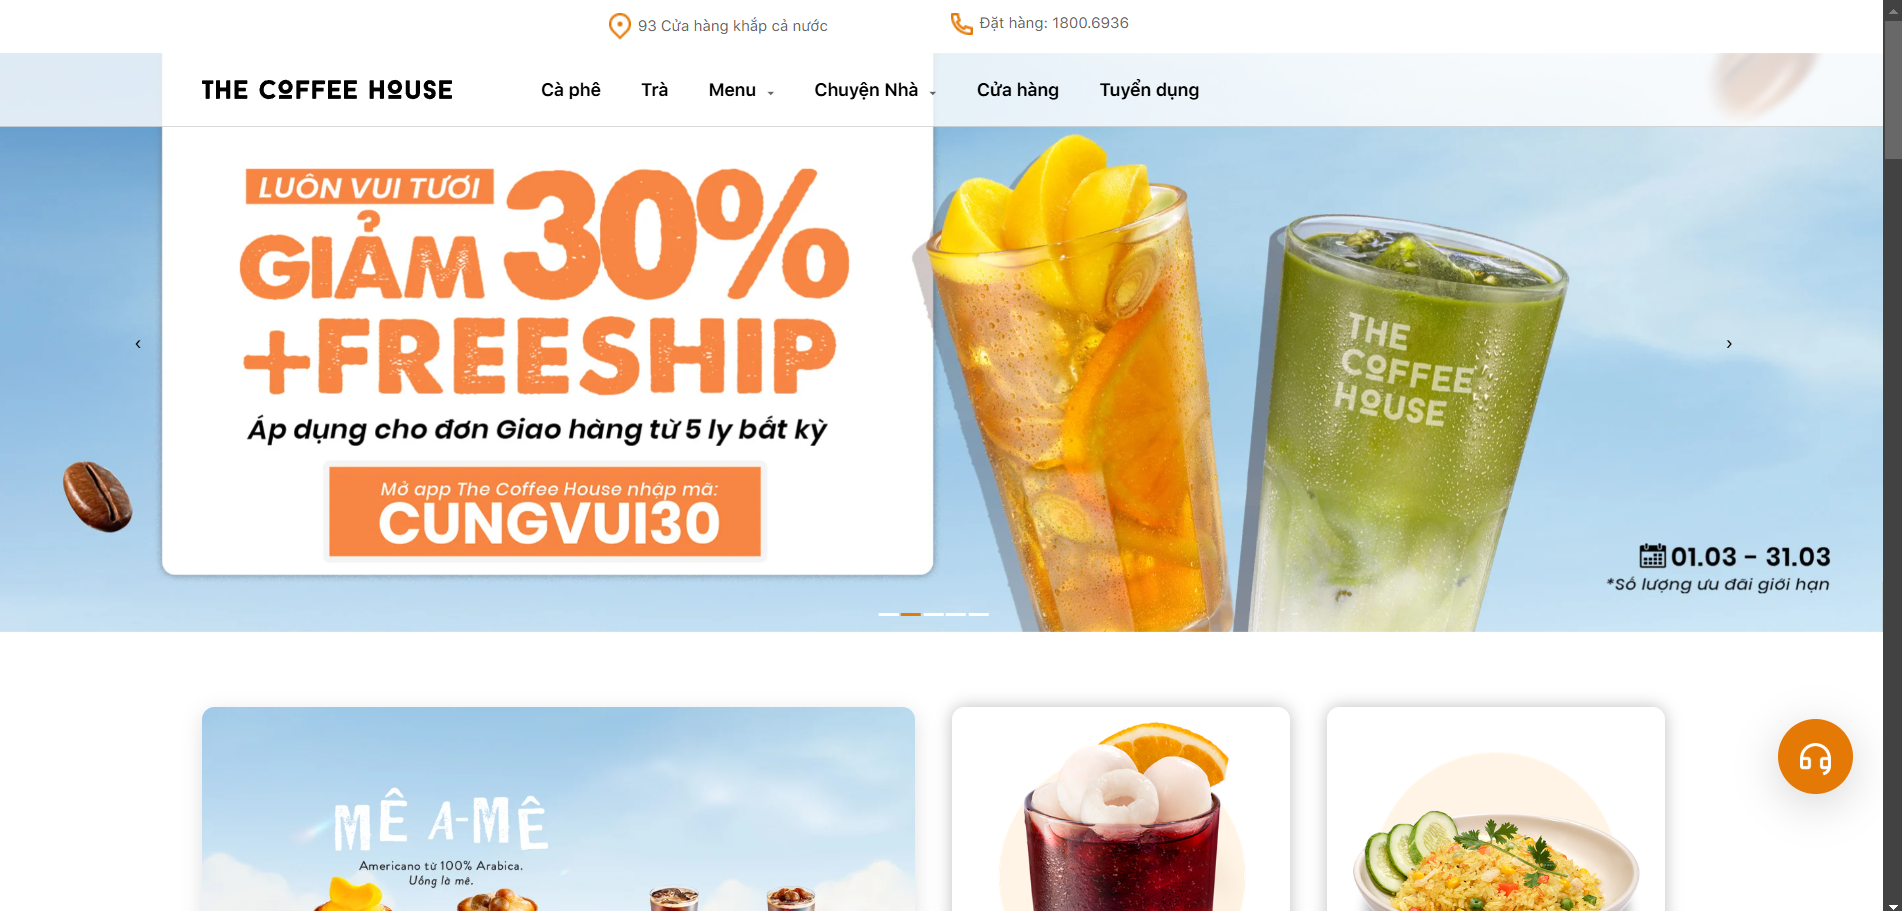 93 Cửa hàng khắp cả nước
Đặt hàng: 1800.6936
THE COFFEE HOUSE
Cà phê
Trà
Menu
Chuyện Nhà
Cửa hàng
Tuyển dụng
LUÔN VUI TƯƠI
GIẢM 30%
+FREESHIP
Áp dụng cho đơn Giao hàng từ 5 ly bất kỳ
Mở app The Coffee House nhập mã:
CUNGVUI30
THE
COFFEE
HOUSE
01.03 - 31.03
*Số lượng ưu đãi giới hạn
MÊ A-MÊ
Americano từ 100% Arabica.
Uống là mê.